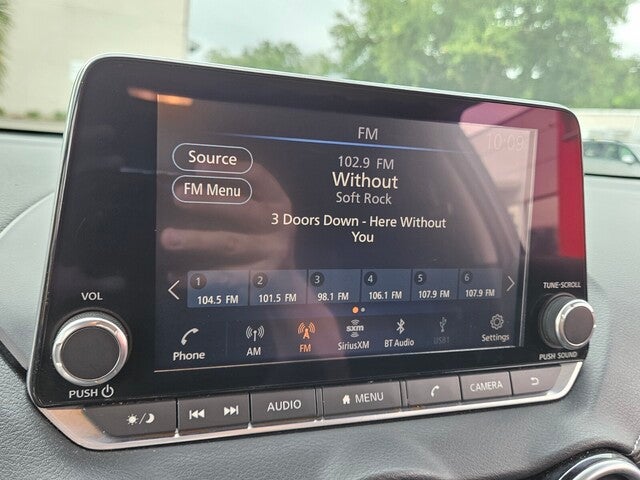 FM
10:08
Source
102.9 FM
FM Menu
Without
Soft Rock
3 Doors Down - Here Without
You
1 2 3 4 5 6
104.5 FM 101.5 FM 98.1 FM 106.1 FM 107.9 FM 107.9 FM
VOL
TUNE·SCROLL
Phone
AM
FM
sxm
SiriusXM
BT Audio
USB1
Settings
PUSH
PUSH SOUND
AUDIO
MENU
CAMERA